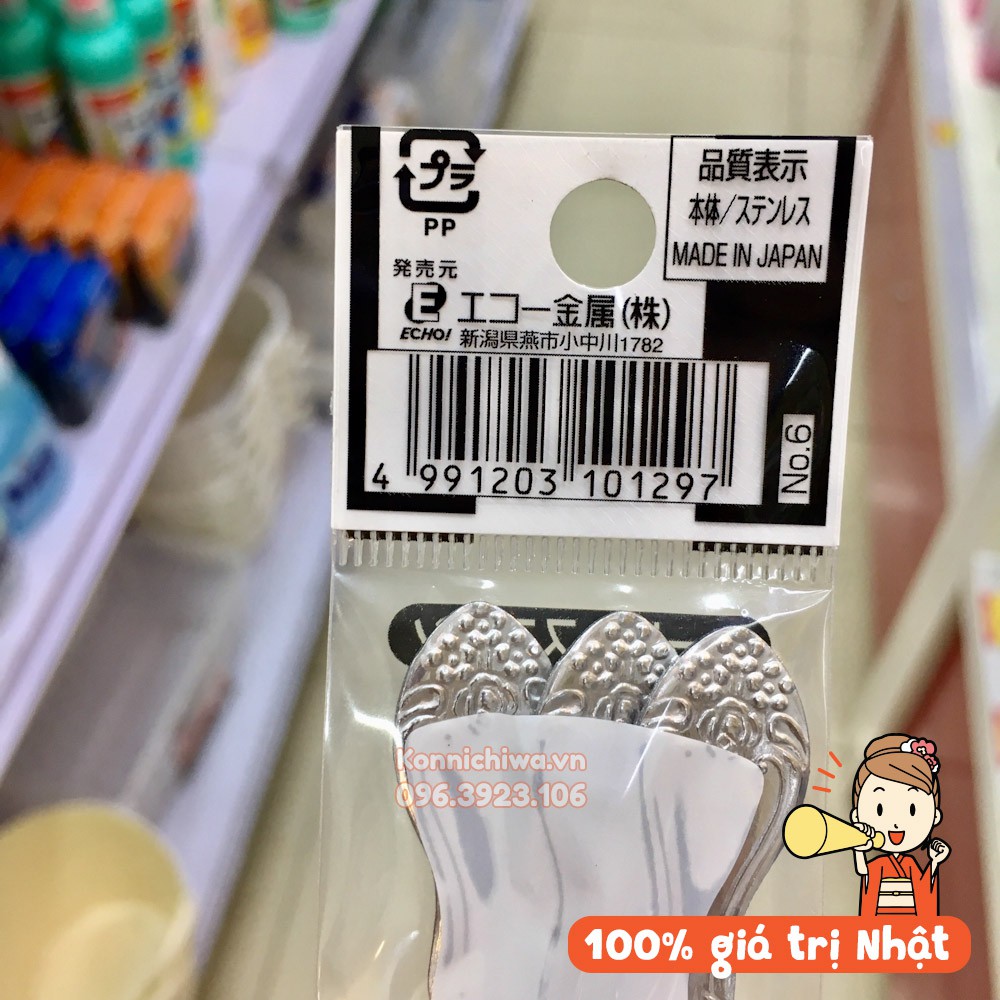 プラ
PP
品質表示
本体/ステンレス
MADE IN JAPAN
発売元
E
ECHO!
エコー金属(株)
新潟県燕市小中川1782
4 991203 101297
No.6
Konnichiwa.vn
096.3923.106
100% giá trị Nhật